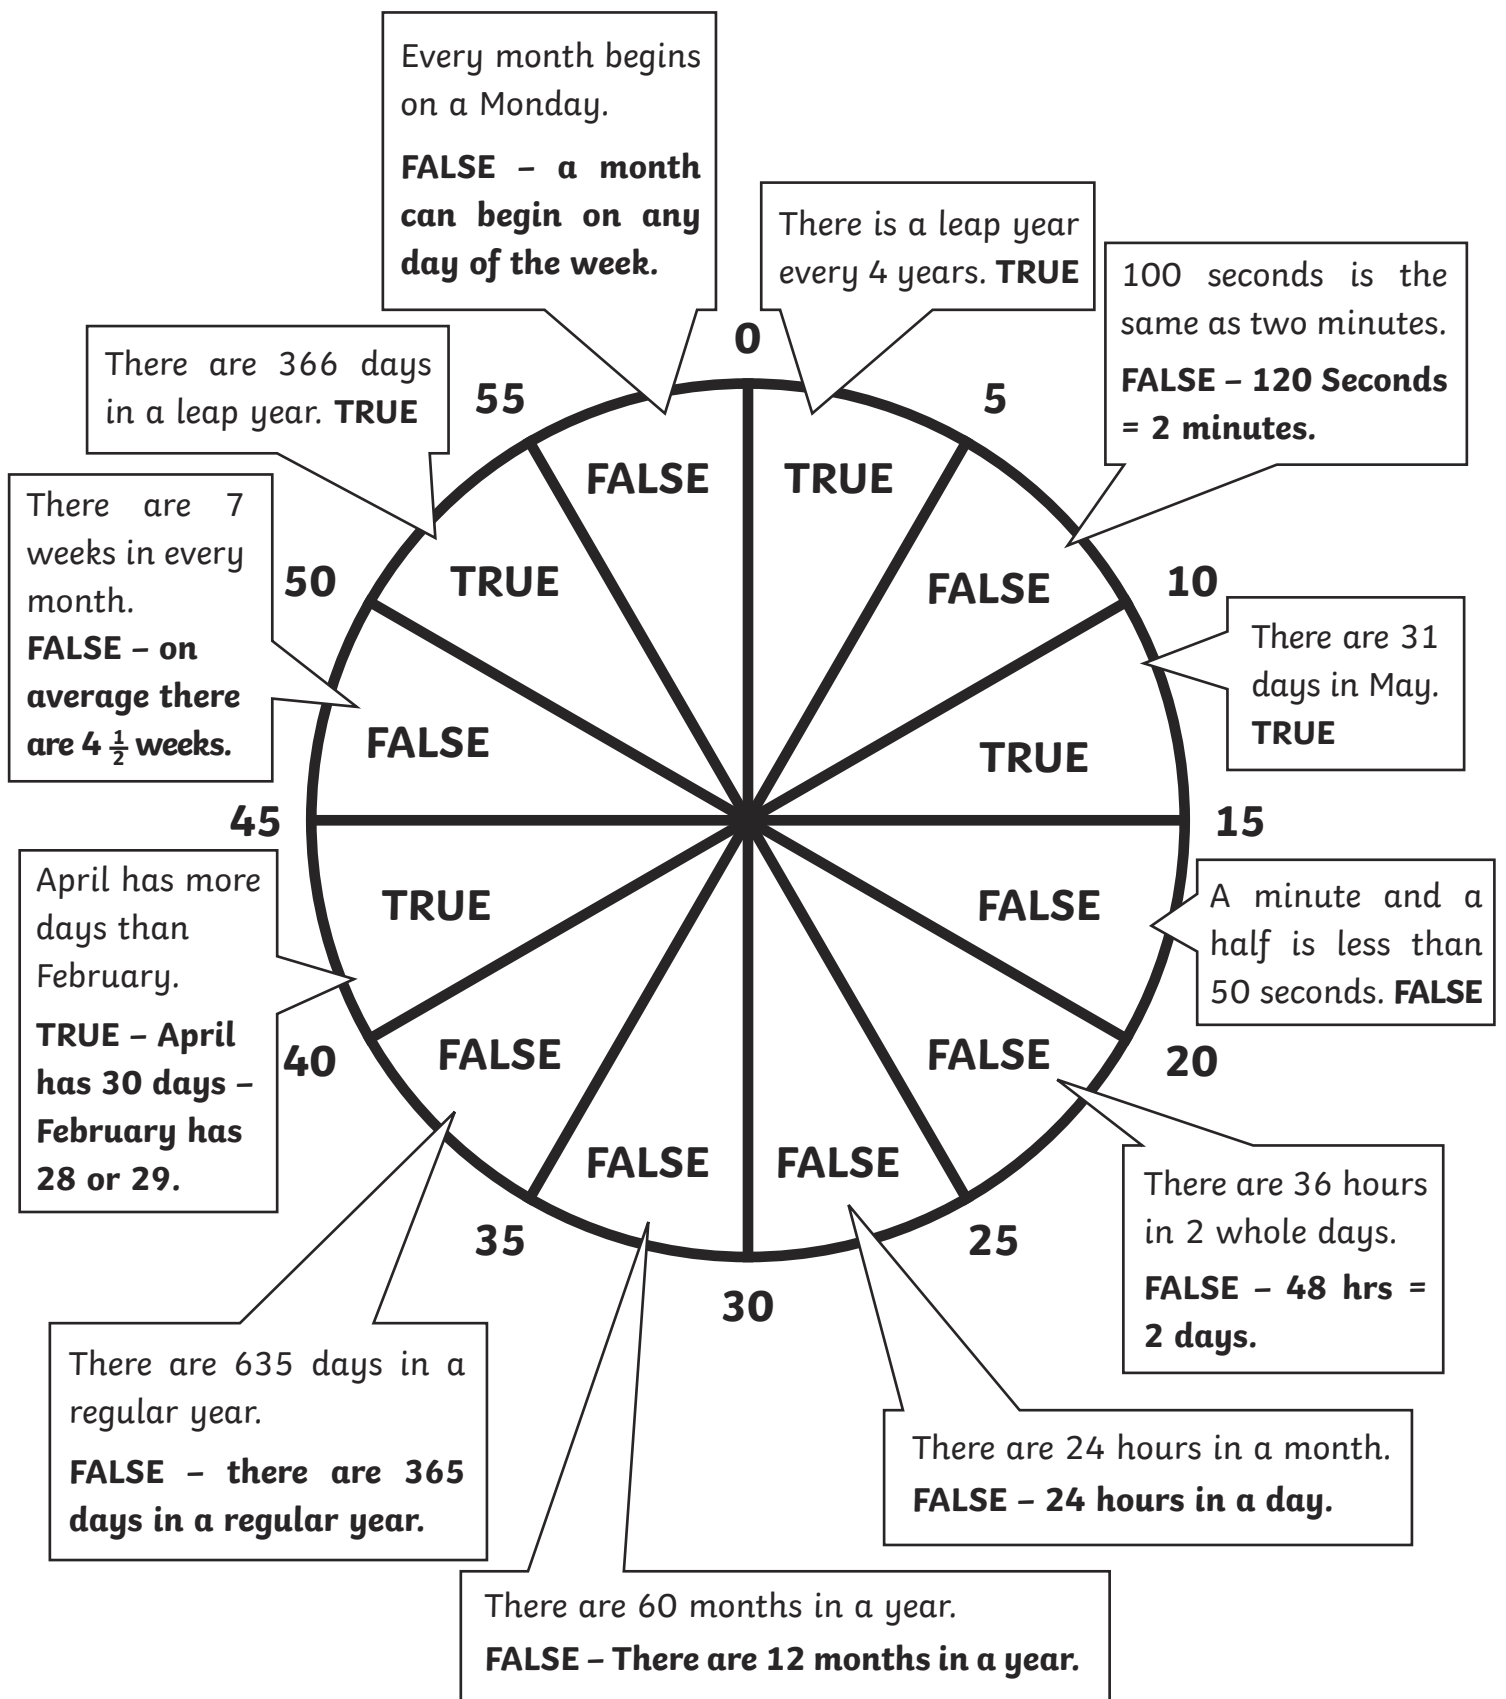 Every month begins
on a Monday.
FALSE – a month
can begin on any
day of the week.
There is a leap year
every 4 years. TRUE
100 seconds is the
same as two minutes.
FALSE – 120 Seconds
= 2 minutes.
There are 31
days in May.
TRUE
A minute and a
half is less than
50 seconds. FALSE
There are 36 hours
in 2 whole days.
FALSE – 48 hrs =
2 days.
There are 24 hours in a month.
FALSE – 24 hours in a day.
There are 60 months in a year.
FALSE – There are 12 months in a year.
There are 635 days in a
regular year.
FALSE – there are 365
days in a regular year.
April has more
days than
February.
TRUE – April
has 30 days –
February has
28 or 29.
There are 7
weeks in every
month.
FALSE – on
average there
are 4 ½ weeks.
There are 366 days
in a leap year. TRUE
0
5
10
15
20
25
30
35
40
45
50
55
TRUE
FALSE
TRUE
FALSE
FALSE
FALSE
FALSE
FALSE
TRUE
FALSE
TRUE
FALSE